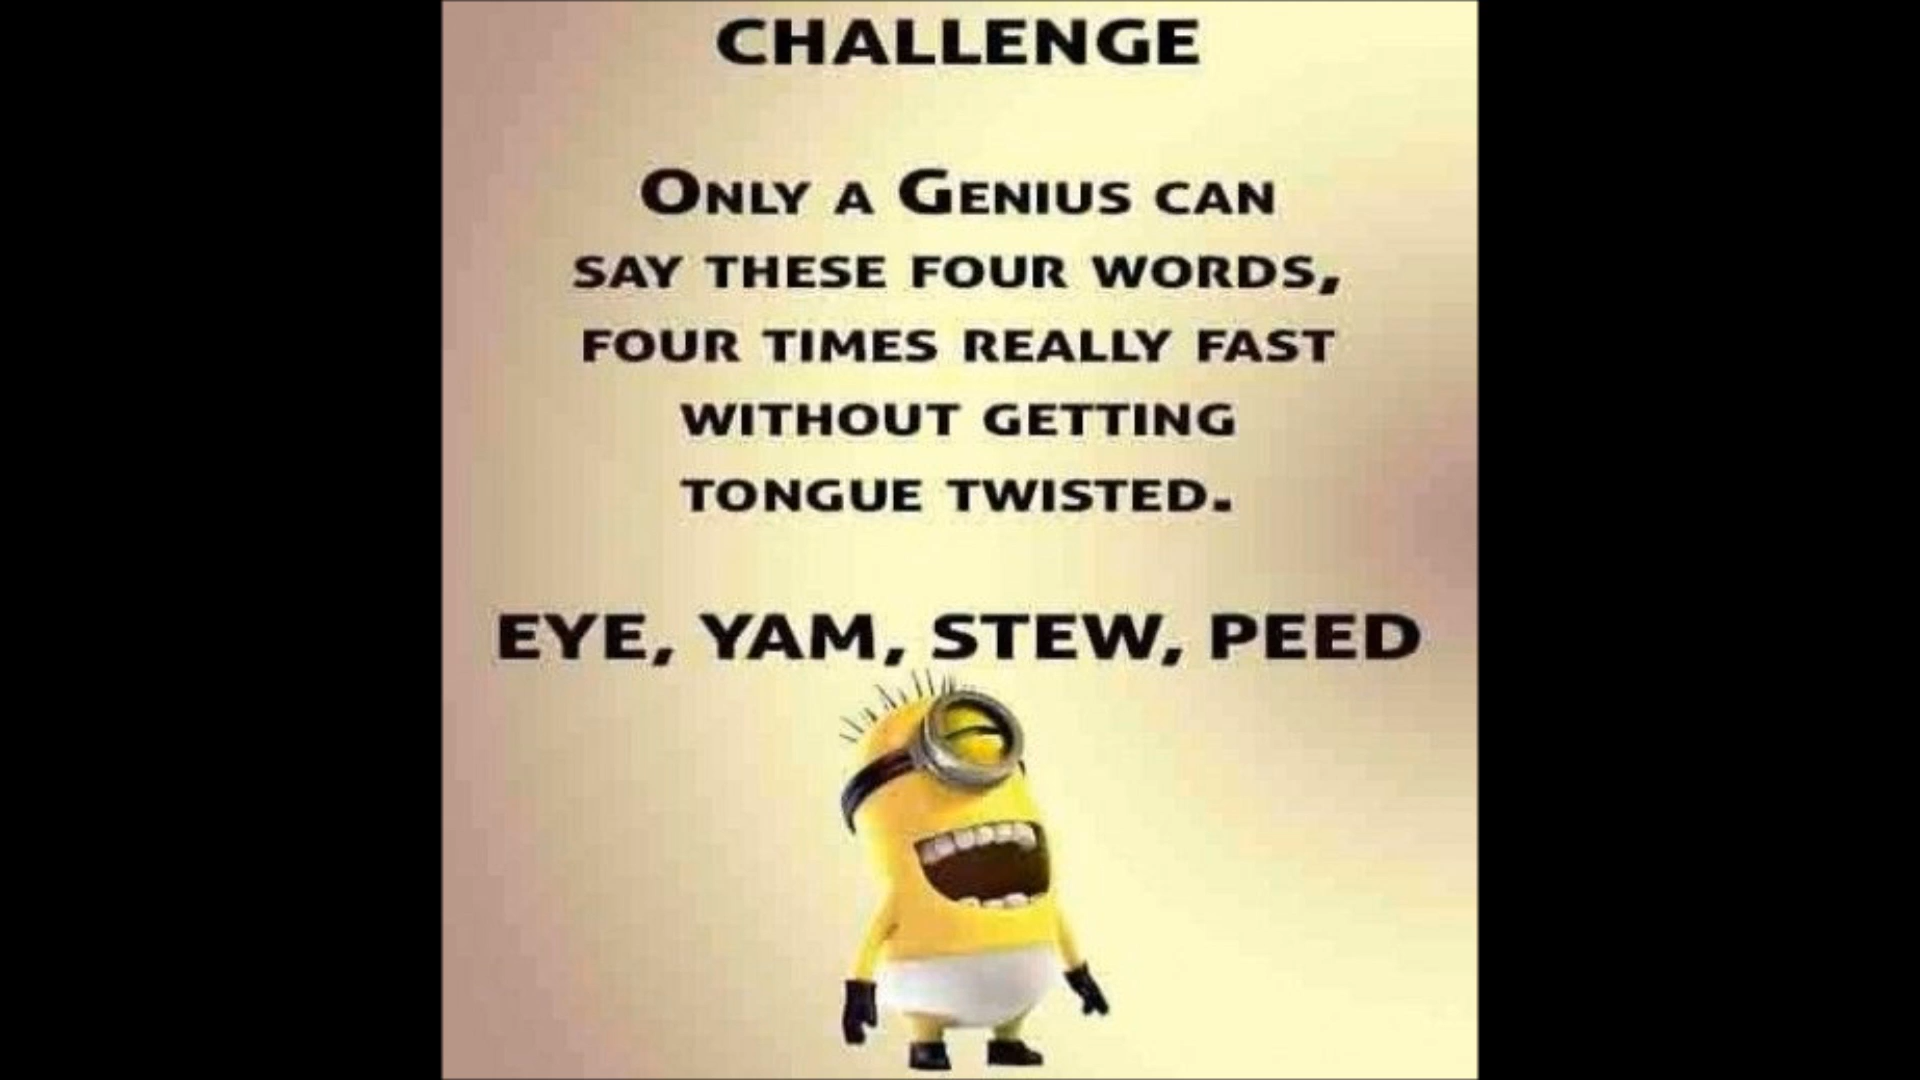 CHALLENGE
ONLY A GENIUS CAN
SAY THESE FOUR WORDS,
FOUR TIMES REALLY FAST
WITHOUT GETTING
TONGUE TWISTED.
EYE, YAM, STEW, PEED